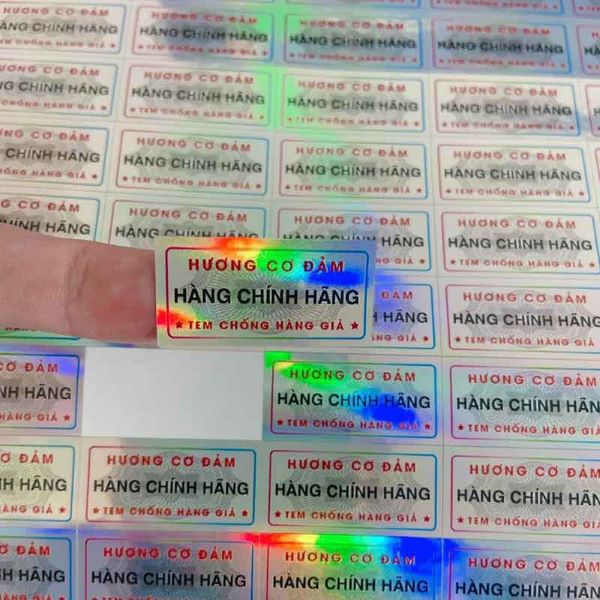 HƯƠNG CƠ ĐẢM
HÀNG CHÍNH HÃNG
★ TEM CHỐNG HÀNG GIẢ ★